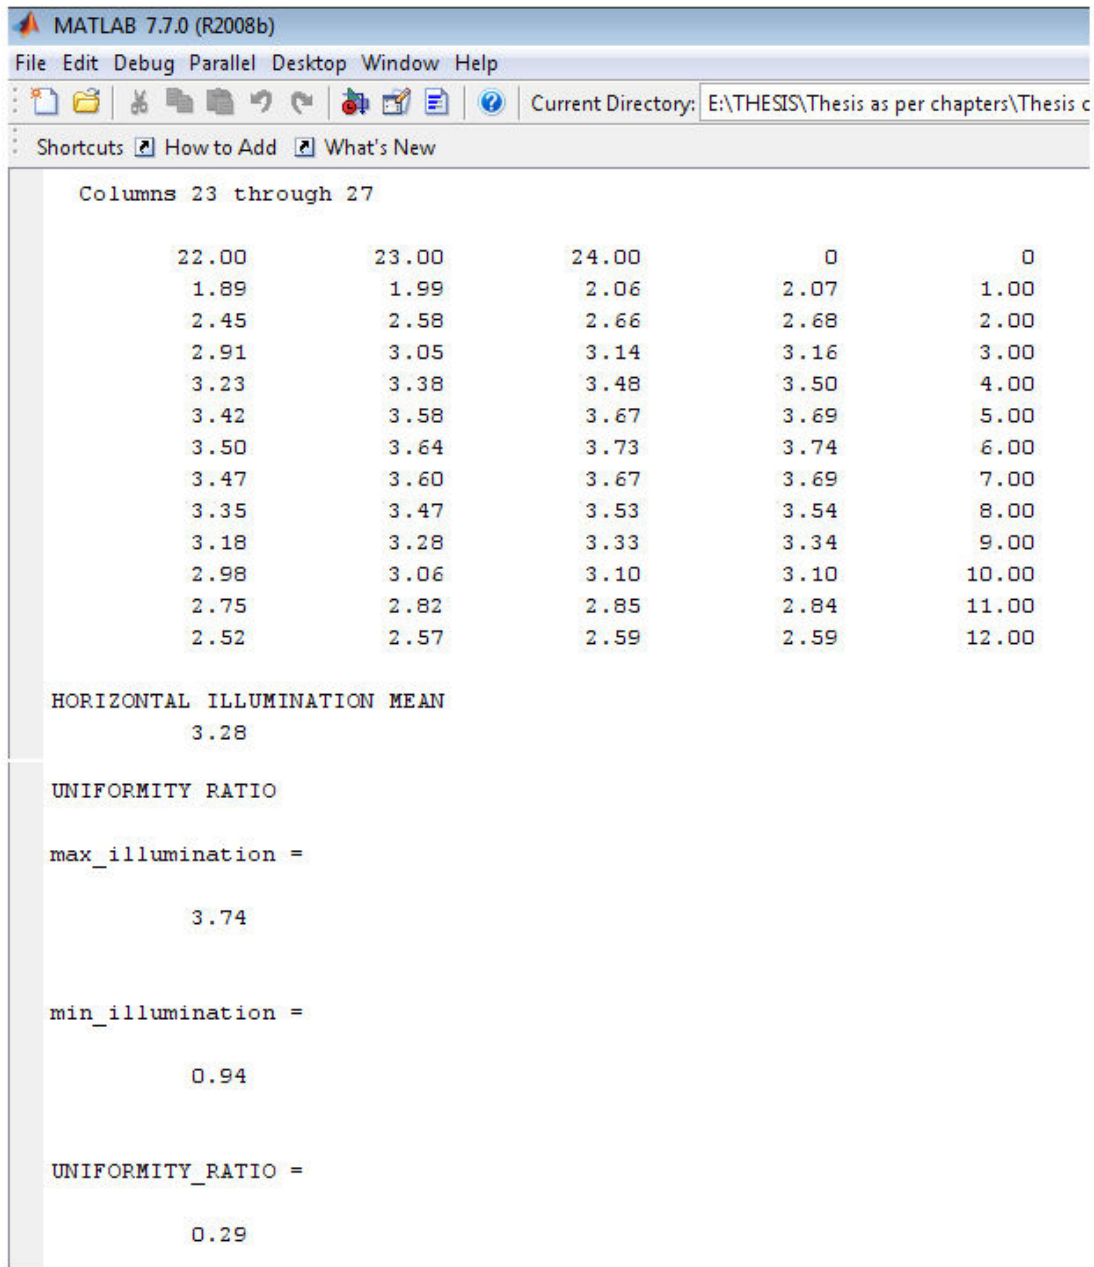 MATLAB 7.7.0 (R2008b)
File Edit Debug Parallel Desktop Window Help
Current Directory: E:\THESIS\Thesis as per chapters\Thesis c
Shortcuts How to Add What's New
Columns 23 through 27
22.00 23.00 24.00 0 0
1.89 1.99 2.06 2.07 1.00
2.45 2.58 2.66 2.68 2.00
2.91 3.05 3.14 3.16 3.00
3.23 3.38 3.48 3.50 4.00
3.42 3.58 3.67 3.69 5.00
3.50 3.64 3.73 3.74 6.00
3.47 3.60 3.67 3.69 7.00
3.35 3.47 3.53 3.54 8.00
3.18 3.28 3.33 3.34 9.00
2.98 3.06 3.10 3.10 10.00
2.75 2.82 2.85 2.84 11.00
2.52 2.57 2.59 2.59 12.00
HORIZONTAL ILLUMINATION MEAN
3.28
UNIFORMITY RATIO
max_illumination =
3.74
min_illumination =
0.94
UNIFORMITY_RATIO =
0.29